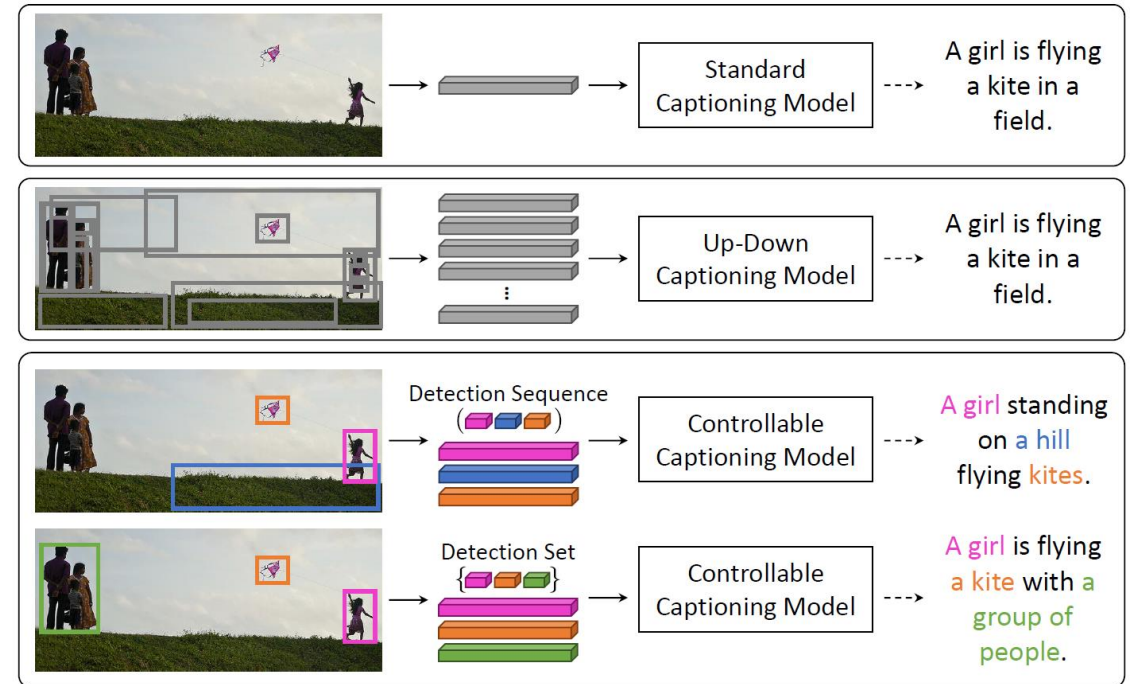 Standard
Captioning Model
A girl is flying
a kite in a
field.
Up-Down
Captioning Model
A girl is flying
a kite in a
field.
Detection Sequence
Controllable
Captioning Model
A girl standing
on a hill
flying kites.
Detection Set
Controllable
Captioning Model
A girl is flying
a kite with a
group of
people.